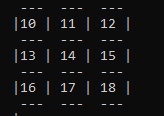 ---  ---  ---
|10 | 11 | 12 |
 ---  ---  ---
|13 | 14 | 15 |
 ---  ---  ---
|16 | 17 | 18 |
 ---  ---  ---